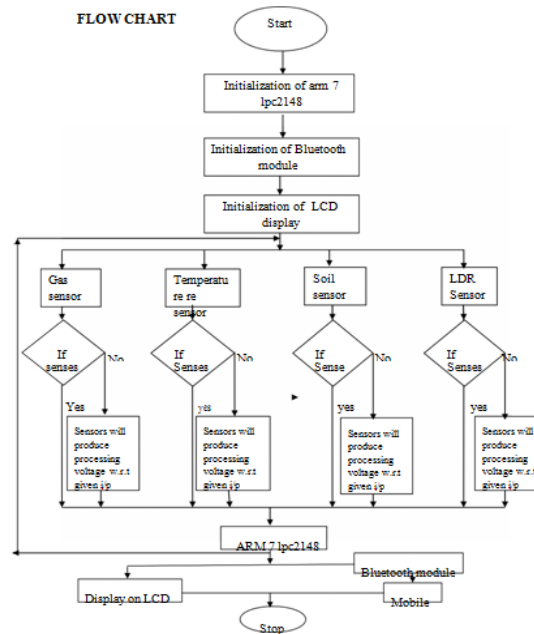 FLOW CHART
Start
Initialization of arm 7
lpc2148
Initialization of Bluetooth
module
Initialization of LCD
display
Gas
sensor
Temperatu
re re
sensor
Soil
sensor
LDR
Sensor
If
senses
No
If
Senses
No
If
Sense
No
If
Senses
No
Yes
yes
yes
yes
Sensors will
produce
processing
voltage w.r.t
given i/p
Sensors will
produce
processing
voltage w.r.t
given i/p
Sensors will
produce
processing
voltage w.r.t
given i/p
Sensors will
produce
processing
voltage w.r.t
given i/p
ARM 7 lpc2148
Bluetooth module
Display on LCD
Mobile
Stop